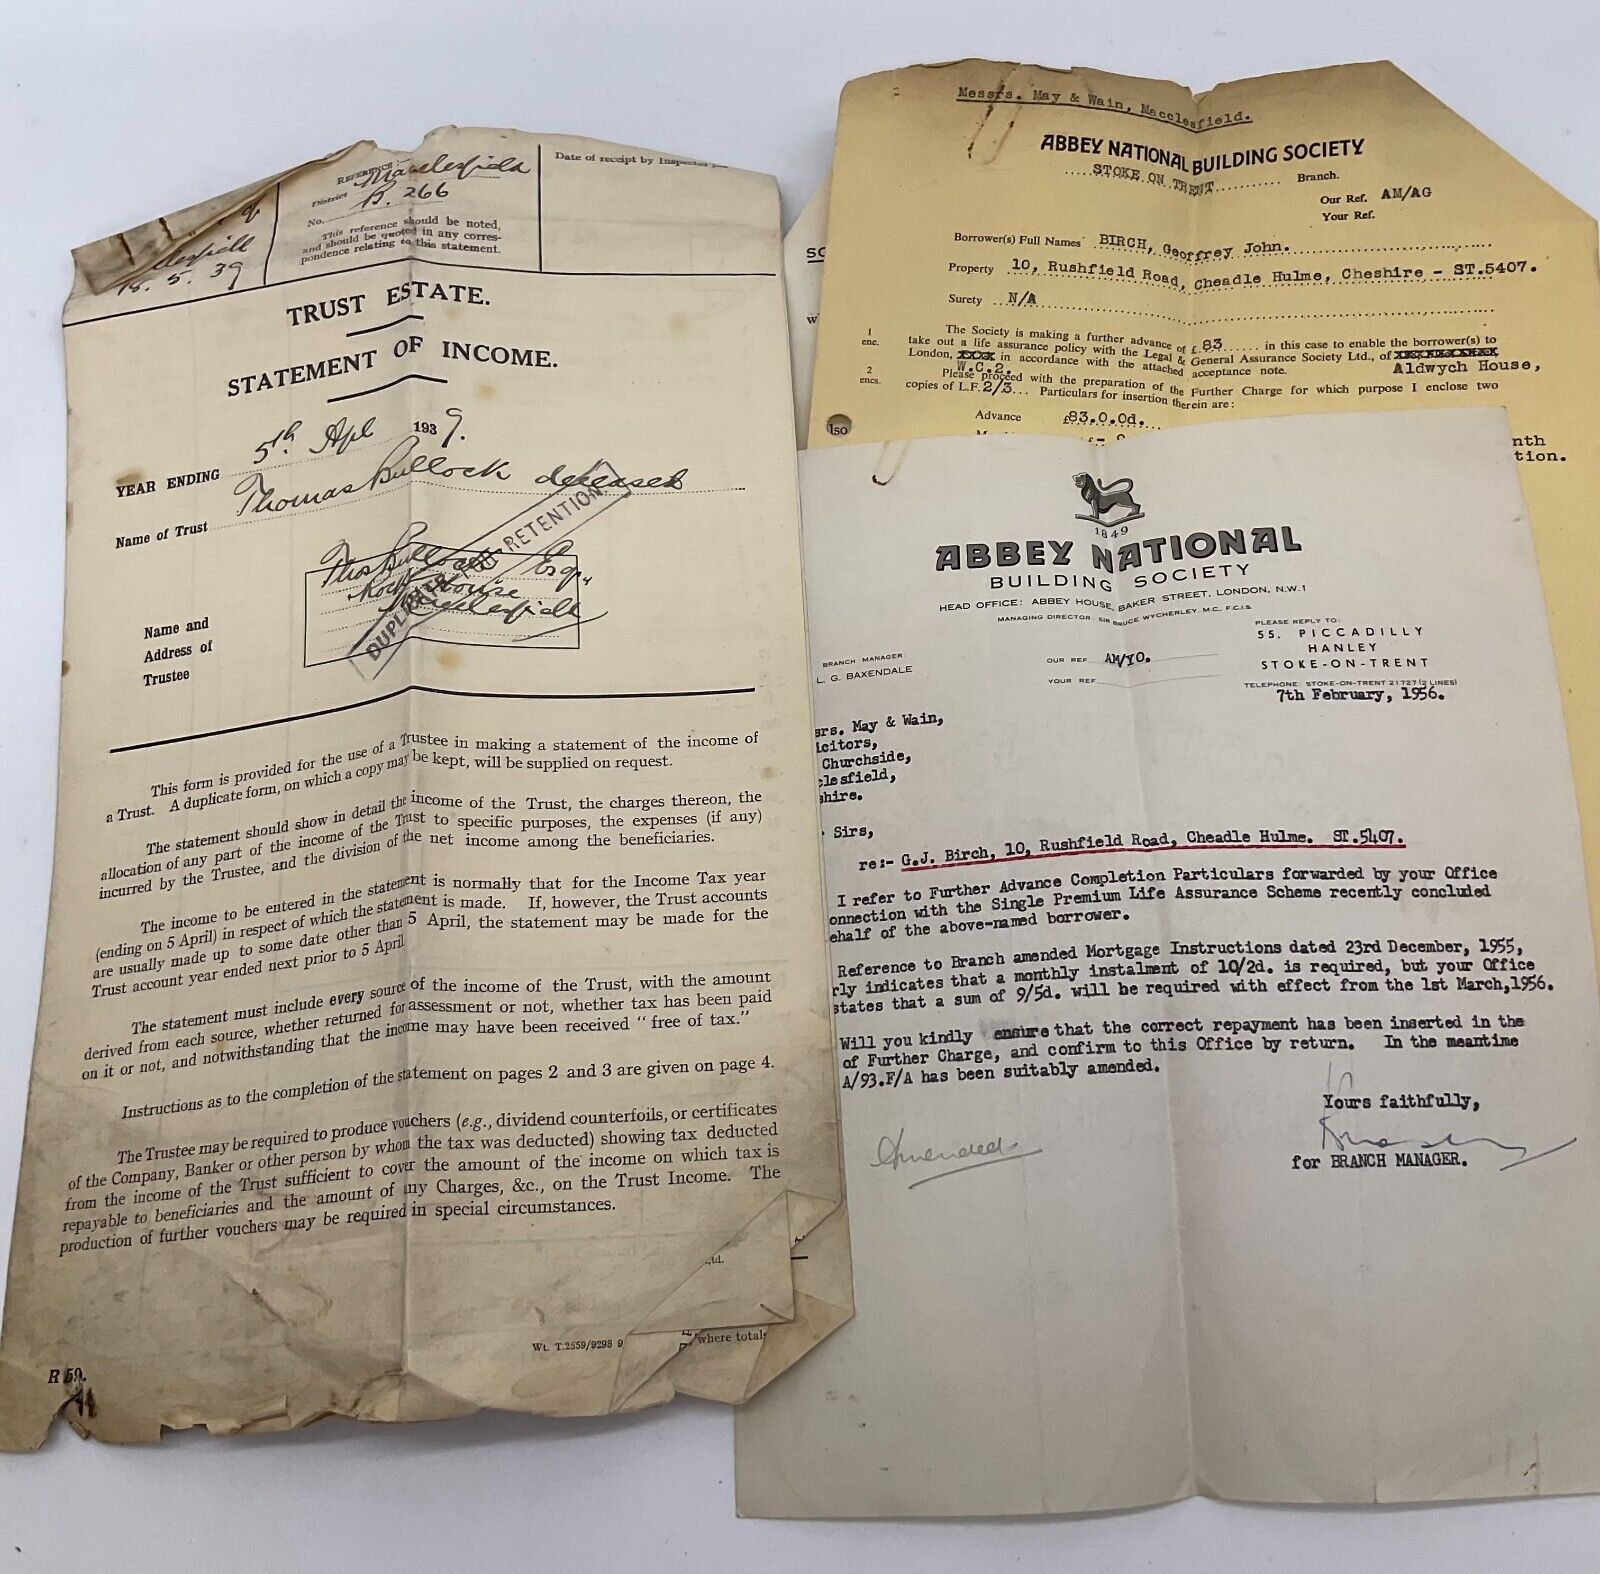 REFERENCE:—
District Macclesfield
No. B. 266
This reference should be noted,
and should be quoted in any corres-
pondence relating to this statement.
Date of receipt by Inspector
18. 5. 39
TRUST ESTATE.
STATEMENT OF INCOME.
YEAR ENDING 5th Apl 1939.
Name of Trust Thomas Bullock deceased
DUPLICATE FOR RETENTION
Thos Bullock Esq.,
Rock House
Macclesfield
Name and
Address of
Trustee
This form is provided for the use of a Trustee in making a statement of the income of
a Trust. A duplicate form, on which a copy may be kept, will be supplied on request.
The statement should show in detail the income of the Trust, the charges thereon, the
allocation of any part of the income of the Trust to specific purposes, the expenses (if any)
incurred by the Trustee, and the division of the net income among the beneficiaries.
The income to be entered in the statement is normally that for the Income Tax year
(ending on 5 April) in respect of which the statement is made. If, however, the Trust accounts
are usually made up to some date other than 5 April, the statement may be made for the
Trust account year ended next prior to 5 April
The statement must include every source of the income of the Trust, with the amount
derived from each source, whether returned for assessment or not, whether tax has been paid
on it or not, and notwithstanding that the income may have been received "free of tax."
Instructions as to the completion of the statement on pages 2 and 3 are given on page 4.
The Trustee may be required to produce vouchers (e.g., dividend counterfoils, or certificates
of the Company, Banker or other person by whom the tax was deducted) showing tax deducted
from the income of the Trust sufficient to cover the amount of the income on which tax is
repayable to beneficiaries and the amount of any Charges, &c., on the Trust Income. The
production of further vouchers may be required in special circumstances.
Ltd.
Wt. T.2559/9298 9
where totals
R 59.
Messrs. May & Wain, Macclesfield.
ABBEY NATIONAL BUILDING SOCIETY
STOKE ON TRENT Branch.
Our Ref. AM/AG
Your Ref.
Borrower(s) Full Names BIRCH, Geoffrey John.
Property 10, Rushfield Road, Cheadle Hulme, Cheshire - ST.5407.
Surety N/A
1
enc.
The Society is making a further advance of £83 in this case to enable the borrower(s) to
take out a life assurance policy with the Legal & General Assurance Society Ltd., of Aldwych House,
London, W.C.2. in accordance with the attached acceptance note.
2
encs.
Please proceed with the preparation of the Further Charge for which purpose I enclose two
copies of L.F. 2/3 Particulars for insertion therein are:
Advance £83.0.0d.
nth
tion.
1849
ABBEY NATIONAL
BUILDING SOCIETY
HEAD OFFICE: ABBEY HOUSE, BAKER STREET, LONDON, N.W.1
MANAGING DIRECTOR: SIR BRUCE WYCHERLEY, M.C., F.C.I.S.
BRANCH MANAGER:
L. G. BAXENDALE
OUR REF AM/YO.
YOUR REF
PLEASE REPLY TO:
55, PICCADILLY
HANLEY
STOKE-ON-TRENT
TELEPHONE: STOKE-ON-TRENT 21727 (2 LINES)
7th February, 1956.
srs. May & Wain,
icitors,
Churchside,
clesfield,
shire.
Sirs,
re:- G.J. Birch, 10, Rushfield Road, Cheadle Hulme. ST.5407.
I refer to Further Advance Completion Particulars forwarded by your Office
onnection with the Single Premium Life Assurance Scheme recently concluded
ehalf of the above-named borrower.
Reference to Branch amended Mortgage Instructions dated 23rd December, 1955,
rly indicates that a monthly instalment of 10/2d. is required, but your Office
states that a sum of 9/5d. will be required with effect from the 1st March,1956.
Will you kindly ensure that the correct repayment has been inserted in the
of Further Charge, and confirm to this Office by return. In the meantime
A/93.F/A has been suitably amended.
Yours faithfully,
for BRANCH MANAGER.
Amended